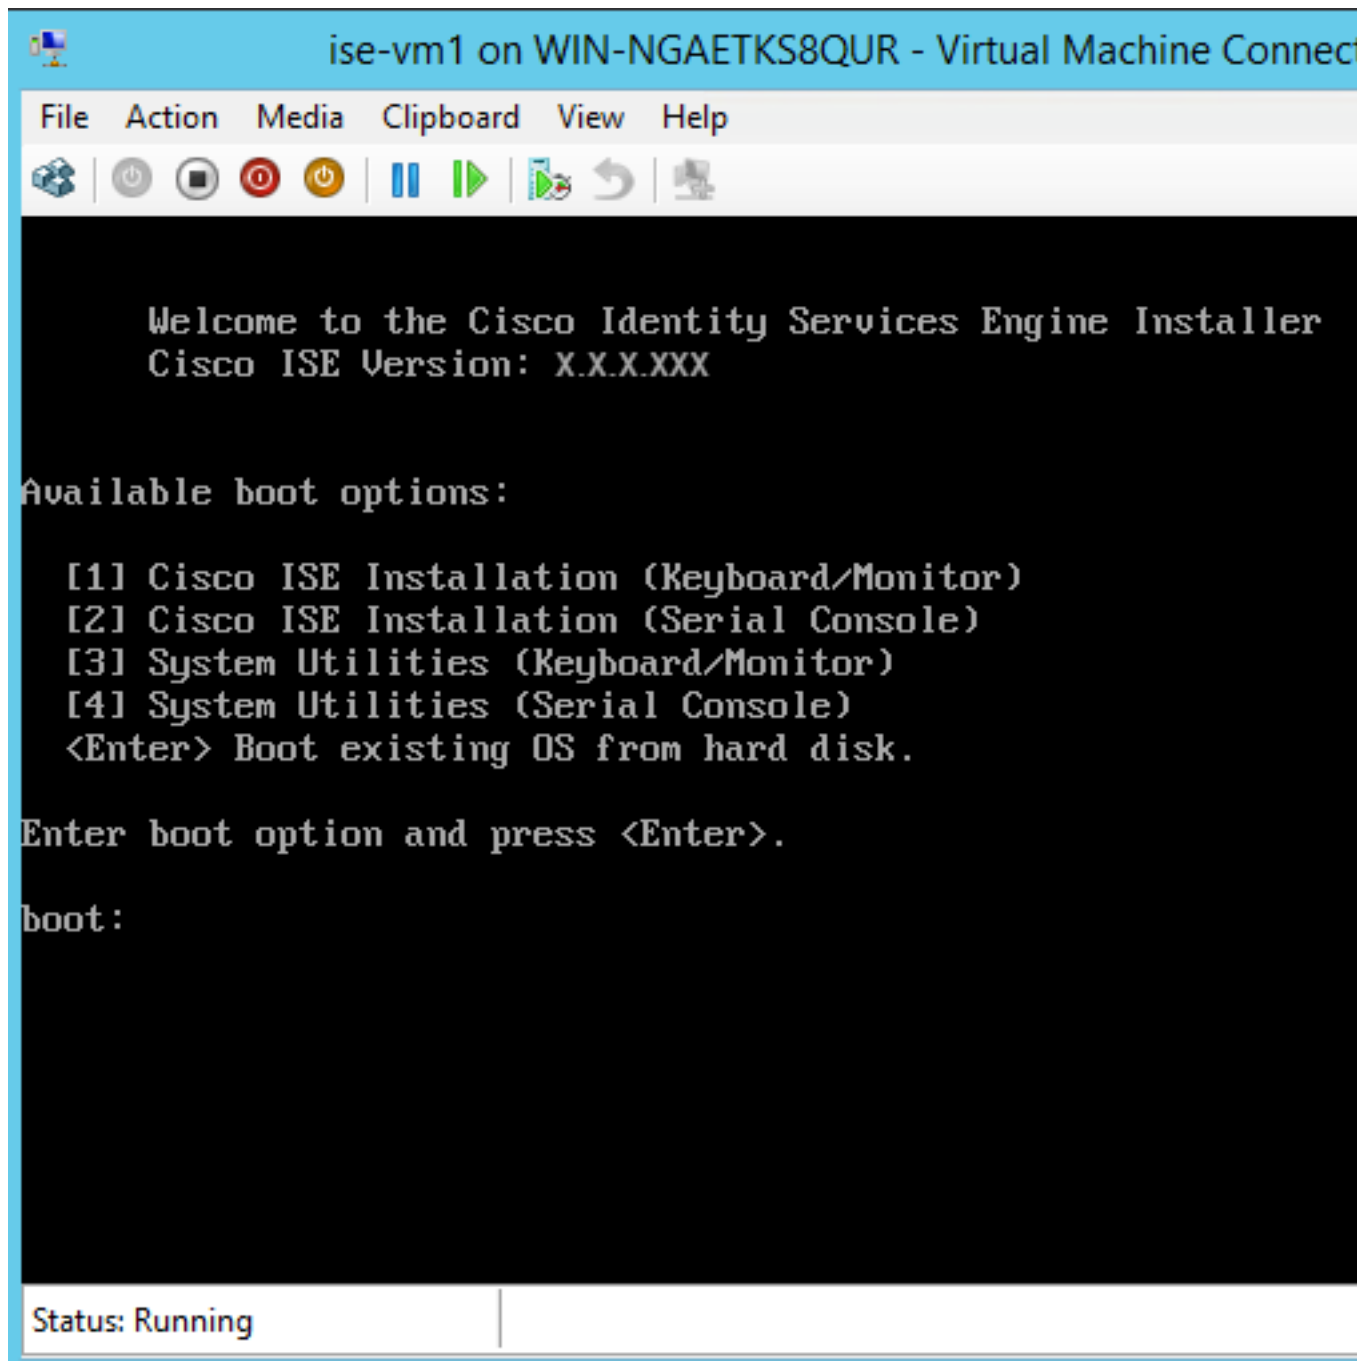 ise-vm1 on WIN-NGAETKS8QUR - Virtual Machine Connect
File Action Media Clipboard View Help
Welcome to the Cisco Identity Services Engine Installer
Cisco ISE Version: X.X.X.XXX
Available boot options:
[1] Cisco ISE Installation (Keyboard/Monitor)
[2] Cisco ISE Installation (Serial Console)
[3] System Utilities (Keyboard/Monitor)
[4] System Utilities (Serial Console)
<Enter> Boot existing OS from hard disk.
Enter boot option and press <Enter>.
boot:
Status: Running